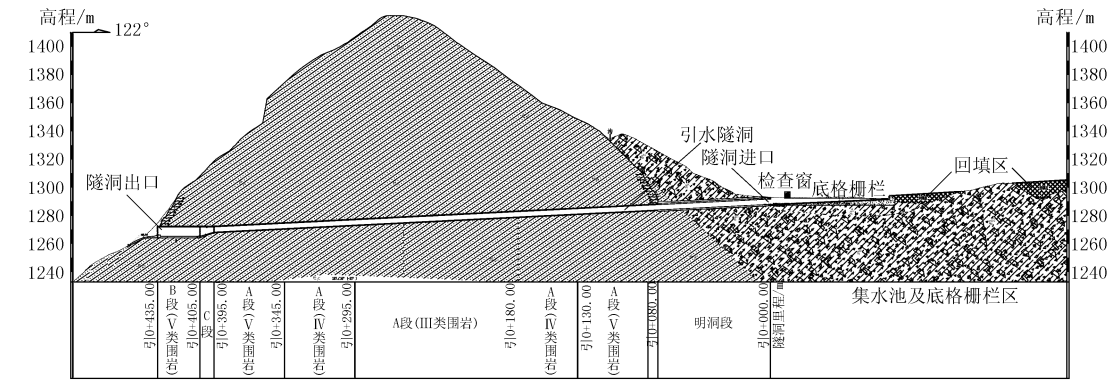 高程/m
122°
高程/m
1400
1380
1360
1340
1320
1300
1280
1260
1240
1400
1380
1360
1340
1320
1300
1280
1260
1240
隧洞出口
引水隧洞
隧洞进口
检查窗
底格栅栏
回填区
集水池及底格栅栏区
引0+435.00
B段(Ⅴ类围岩)
引0+405.00
C段
引0+395.00
A段(Ⅴ类围岩)
引0+345.00
A段(Ⅳ类围岩)
引0+295.00
A段(Ⅲ类围岩)
引0+180.00
A段(Ⅳ类围岩)
引0+130.00
A段(Ⅴ类围岩)
引0+080.00
明洞段
引0+000.00
隧洞里程/m